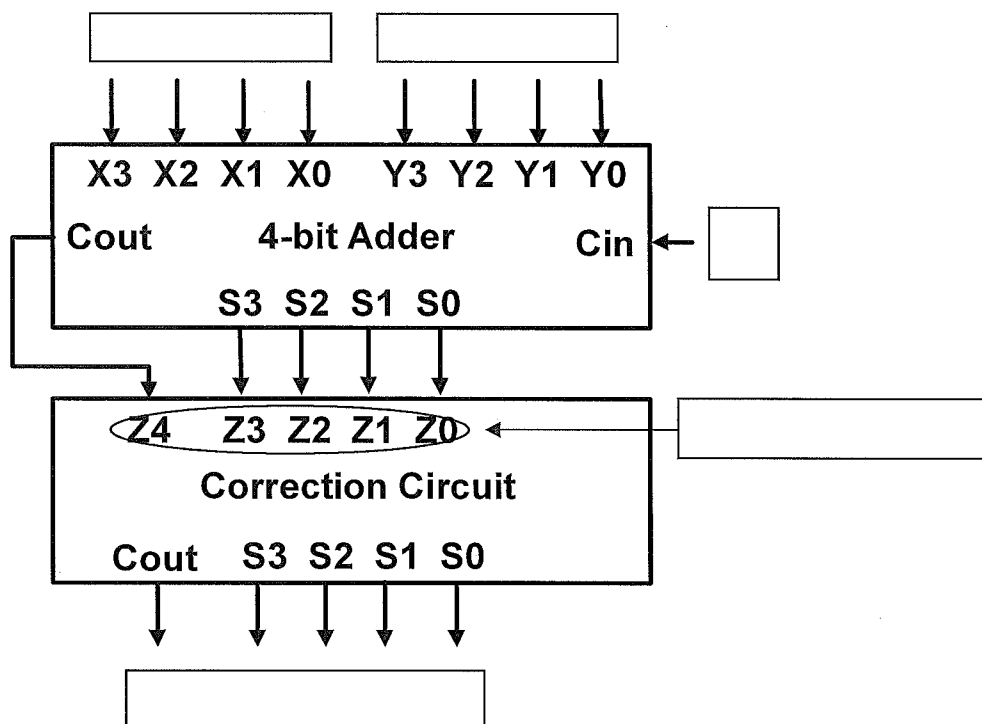 X3 X2 X1 X0 Y3 Y2 Y1 Y0
Cout 4-bit Adder Cin
S3 S2 S1 S0
Z4 Z3 Z2 Z1 Z0
Correction Circuit
Cout S3 S2 S1 S0